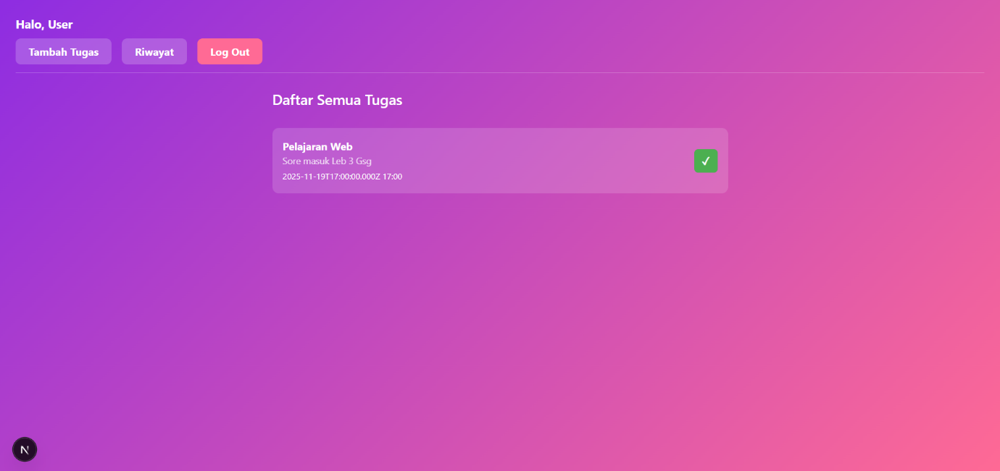 Halo, User
Tambah Tugas Riwayat Log Out
Daftar Semua Tugas
Pelajaran Web
Sore masuk Leb 3 Gsg
2025-11-19T17:00:00.000Z 17:00
✓
N